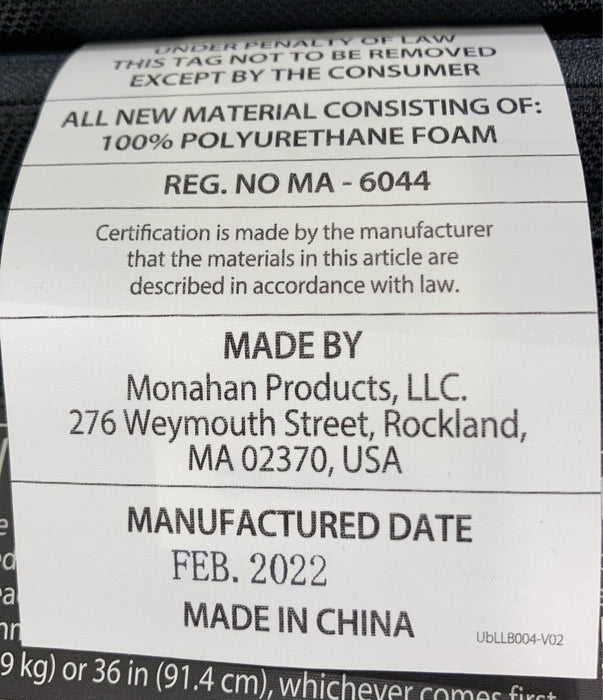 UNDER PENALTY OF LAW
THIS TAG NOT TO BE REMOVED
EXCEPT BY THE CONSUMER
ALL NEW MATERIAL CONSISTING OF:
100% POLYURETHANE FOAM
REG. NO MA - 6044
Certification is made by the manufacturer
that the materials in this article are
described in accordance with law.
MADE BY
Monahan Products, LLC.
276 Weymouth Street, Rockland,
MA 02370, USA
MANUFACTURED DATE
FEB. 2022
MADE IN CHINA
UbLLB004-V02
9 kg) or 36 in (91.4 cm), whichever comes first